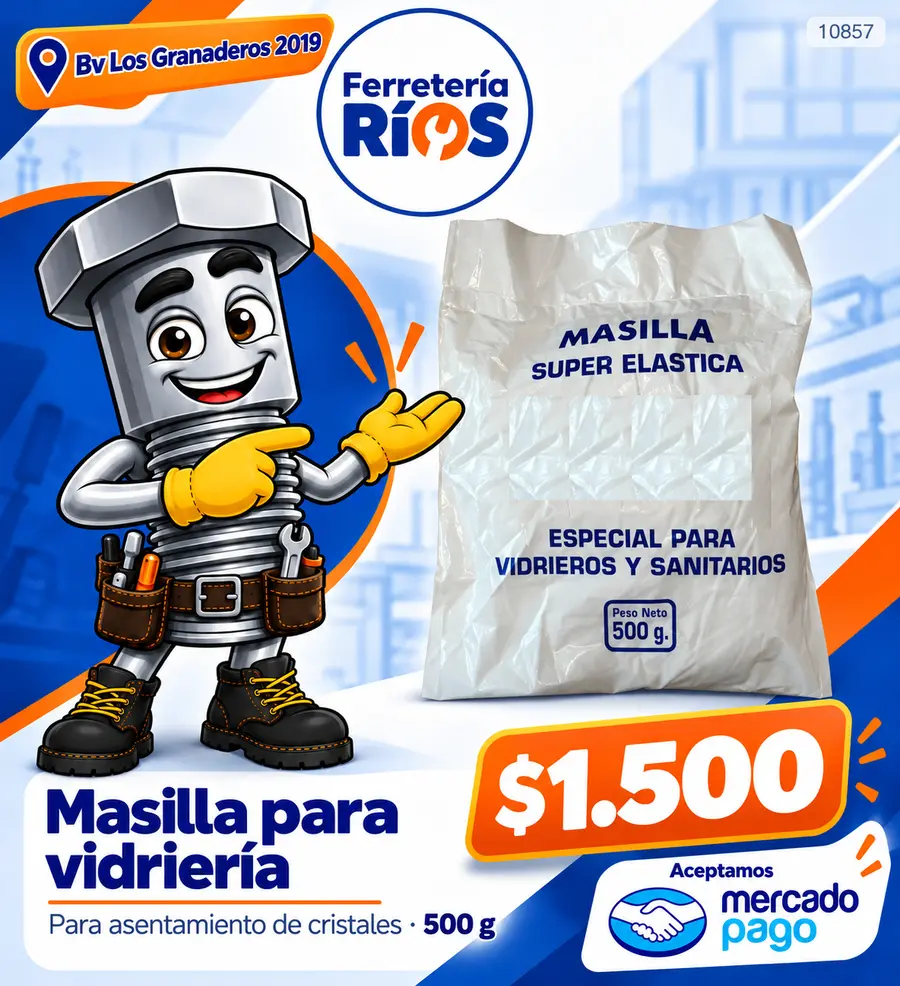 Bv Los Granaderos 2019
Ferretería
RíOS
10857
MASILLA
SUPER ELASTICA
ESPECIAL PARA
VIDRIEROS Y SANITARIOS
Peso Neto
500 g.
$1.500
Masilla para
vidriería
Para asentamiento de cristales · 500 g
Aceptamos
mercado
pago